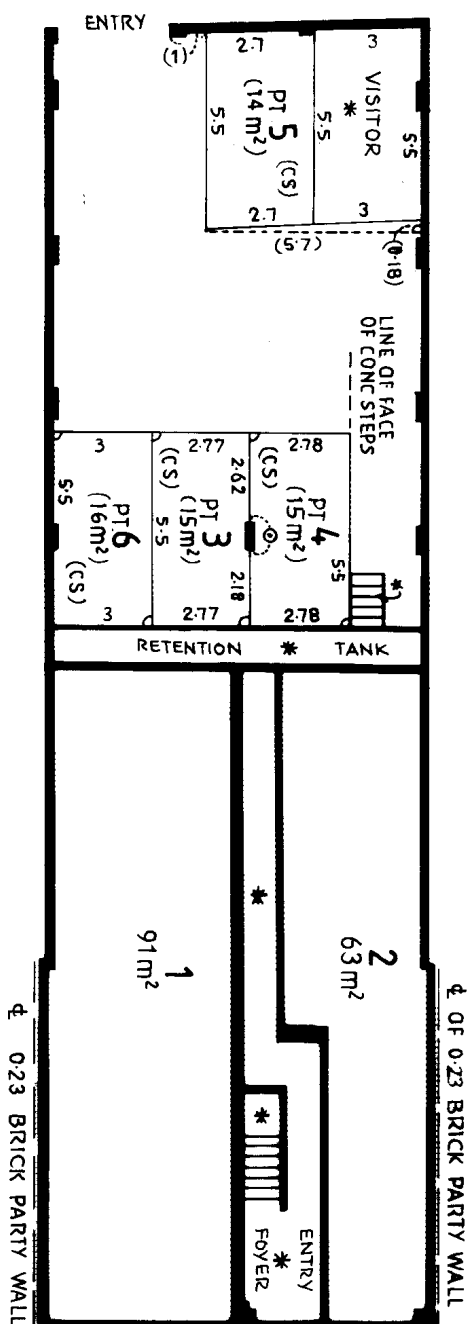 ENTRY
(1)
2.7
3
PT 5
(14 m²)
(CS)
5.5
5.5
5.5
VISITOR
*
2.7
3
(5.7)
(0.18)
LINE OF FACE
OF CONC STEPS
3
2.77
2.78
(CS)
(CS)
2.62
5.5
PT 6
(16 m²)
(CS)
PT 3
(15 m²)
5.5
PT 4
(15 m²)
5.5
*
2.18
3
2.77
2.78
RETENTION * TANK
*
1
91 m²
2
63 m²
*
ENTRY
*
FOYER
℄ OF 0.23 BRICK PARTY WALL
℄ 0.23 BRICK PARTY WALL